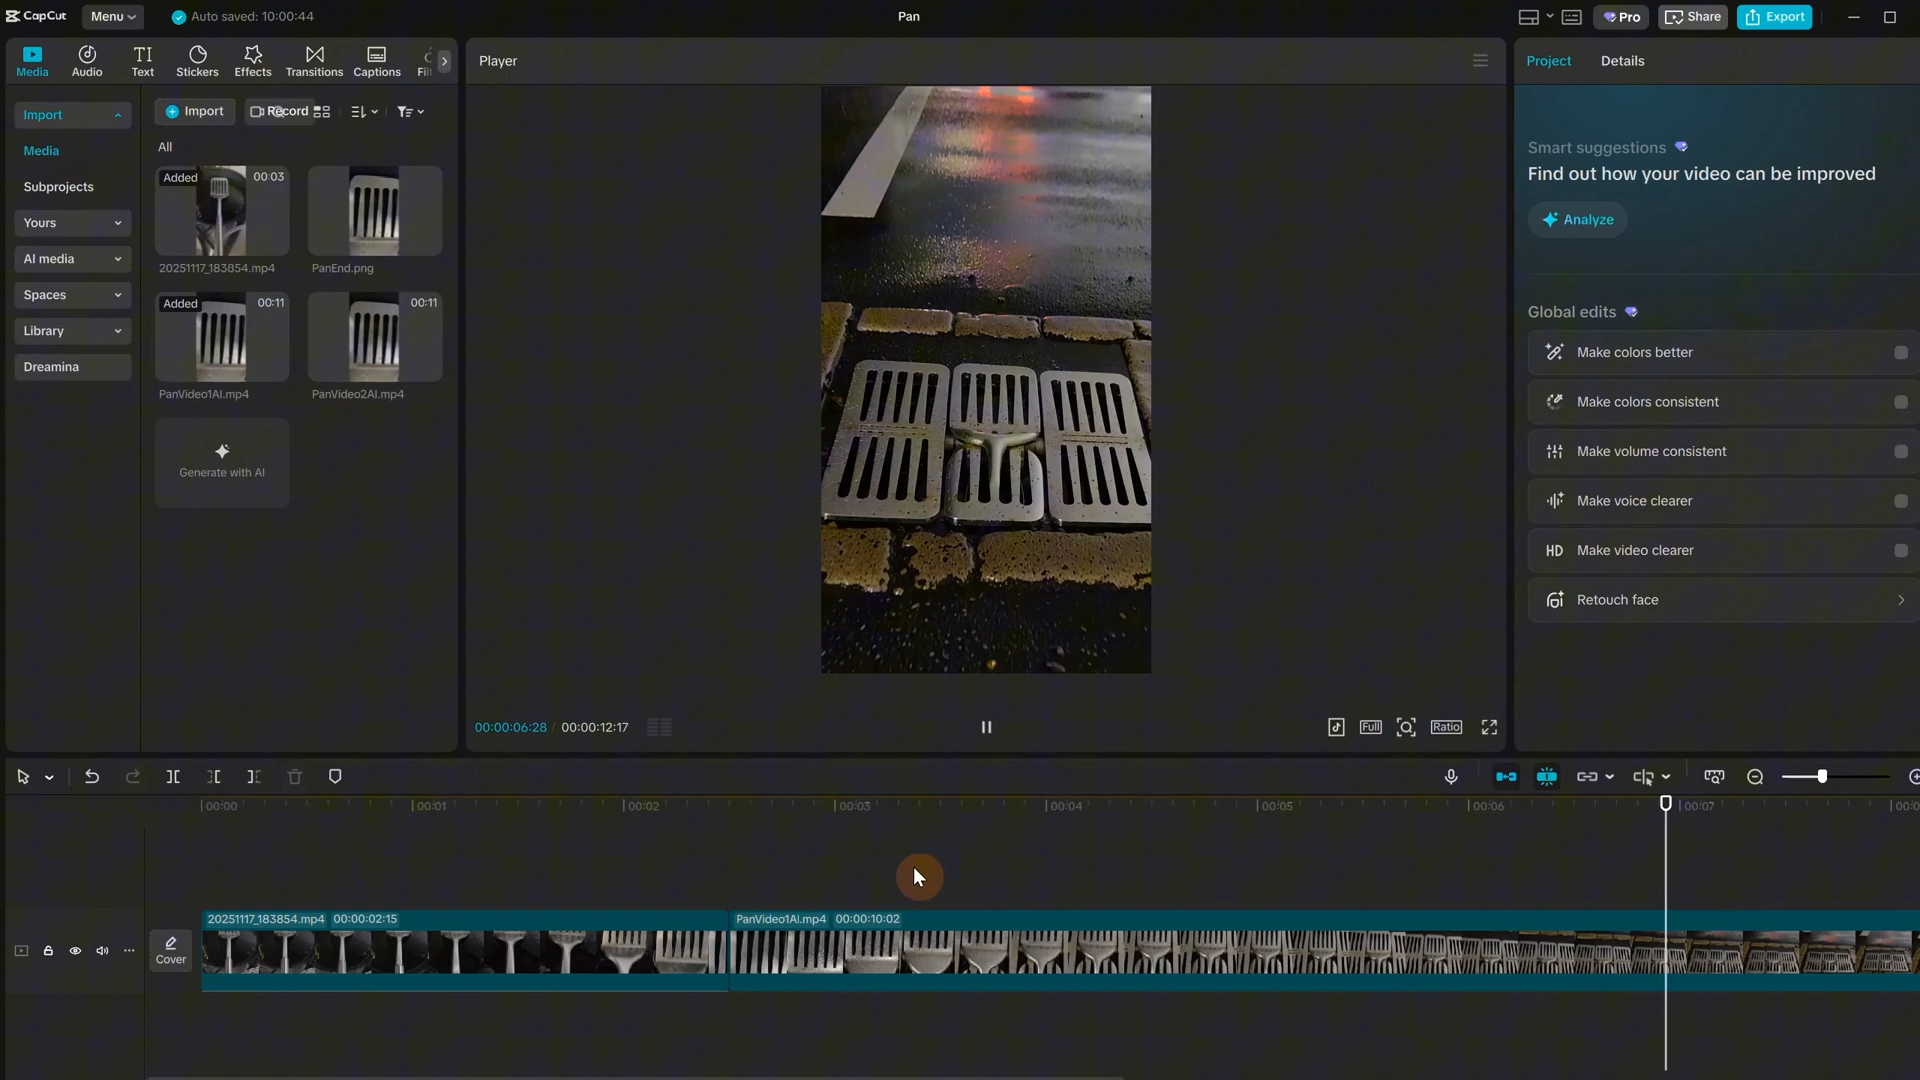 CapCut
Menu
Auto saved: 10:00:44
Pan
Pro
Share
Export
Media
Audio
Text
Stickers
Effects
Transitions
Captions
Fil
Player
Project
Details
Import
Media
Subprojects
Yours
AI media
Spaces
Library
Dreamina
Import
Record
All
Added
00:03
20251117_183854.mp4
PanEnd.png
Added
00:11
PanVideo1AI.mp4
00:11
PanVideo2AI.mp4
Generate with AI
Smart suggestions
Find out how your video can be improved
Analyze
Global edits
Make colors better
Make colors consistent
Make volume consistent
Make voice clearer
HD Make video clearer
Retouch face
00:00:06:28 / 00:00:12:17
Full
Ratio
00:00
00:01
00:02
00:03
00:04
00:05
00:06
00:07
00:0
20251117_183854.mp4 00:00:02:15
PanVideo1AI.mp4 00:00:10:02
Cover